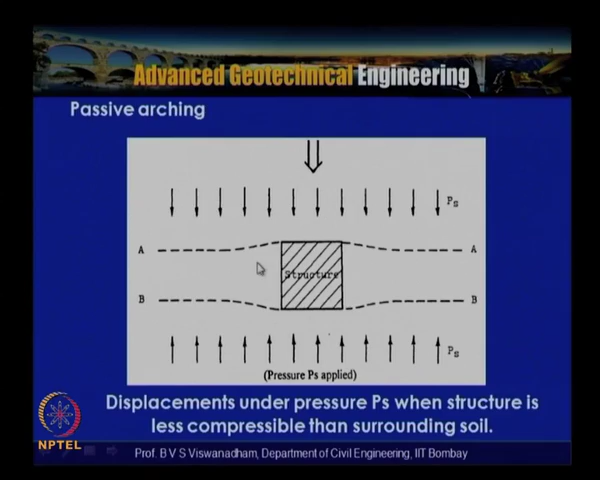 Advanced Geotechnical Engineering
Passive arching
Ps
A A
Structure
B B
Ps
(Pressure Ps applied)
Displacements under pressure Ps when structure is
less compressible than surrounding soil.
NPTEL
Prof. B V S Viswanadham, Department of Civil Engineering, IIT Bombay